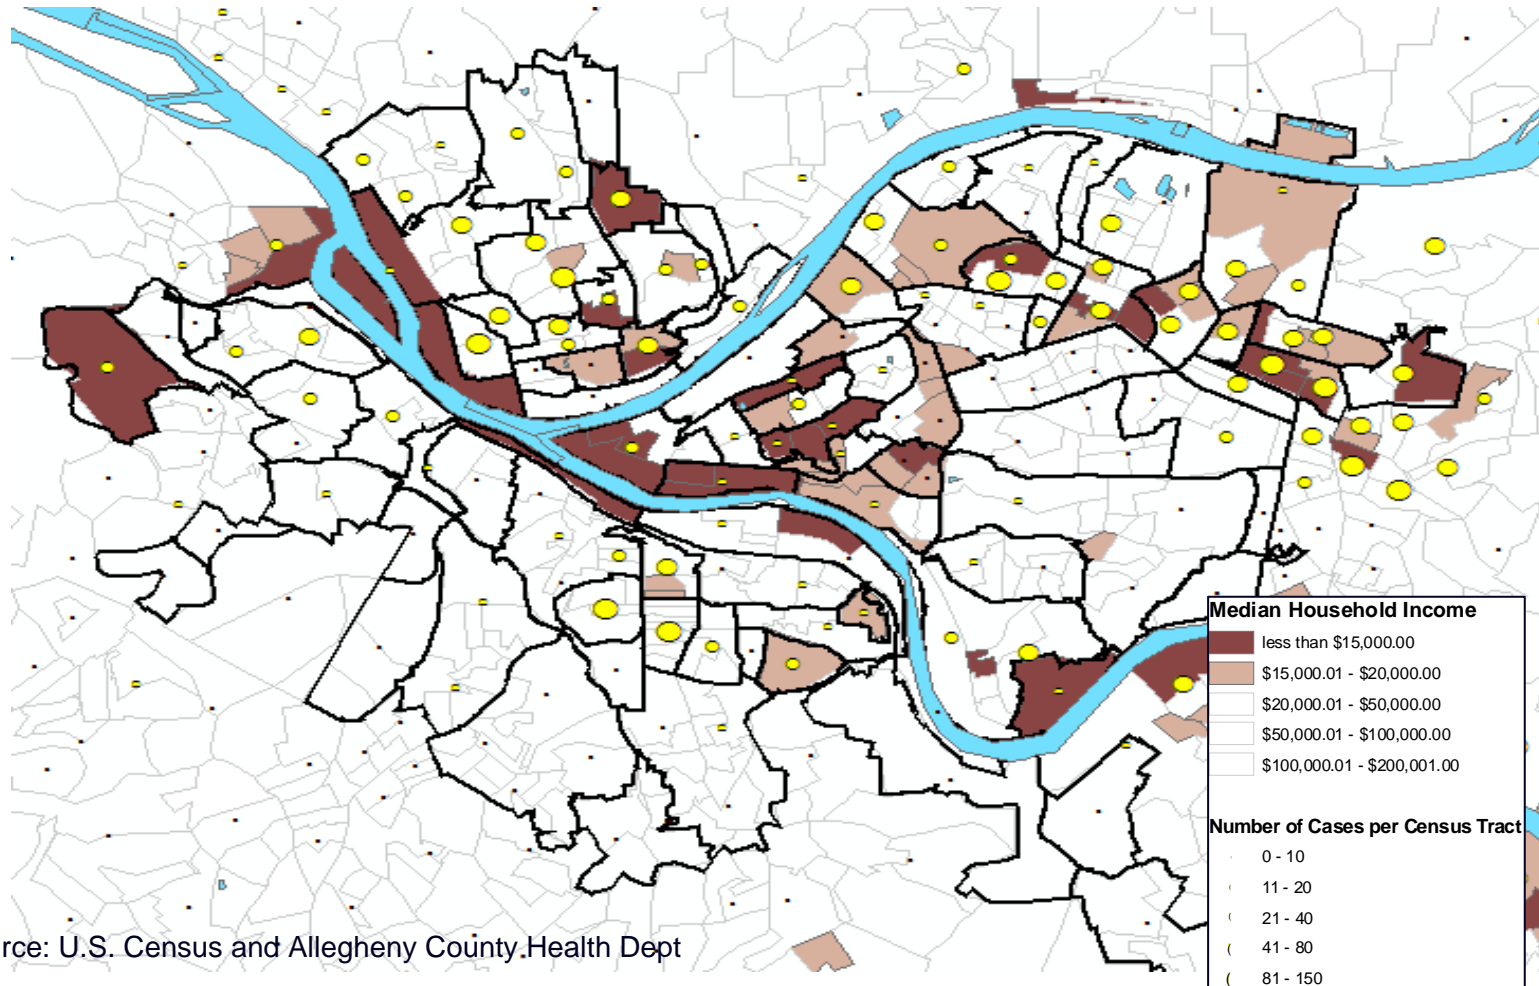 Median Household Income
less than $15,000.00
$15,000.01 - $20,000.00
$20,000.01 - $50,000.00
$50,000.01 - $100,000.00
$100,000.01 - $200,001.00
Number of Cases per Census Tract
0 - 10
11 - 20
21 - 40
41 - 80
81 - 150
rce: U.S. Census and Allegheny County Health Dept